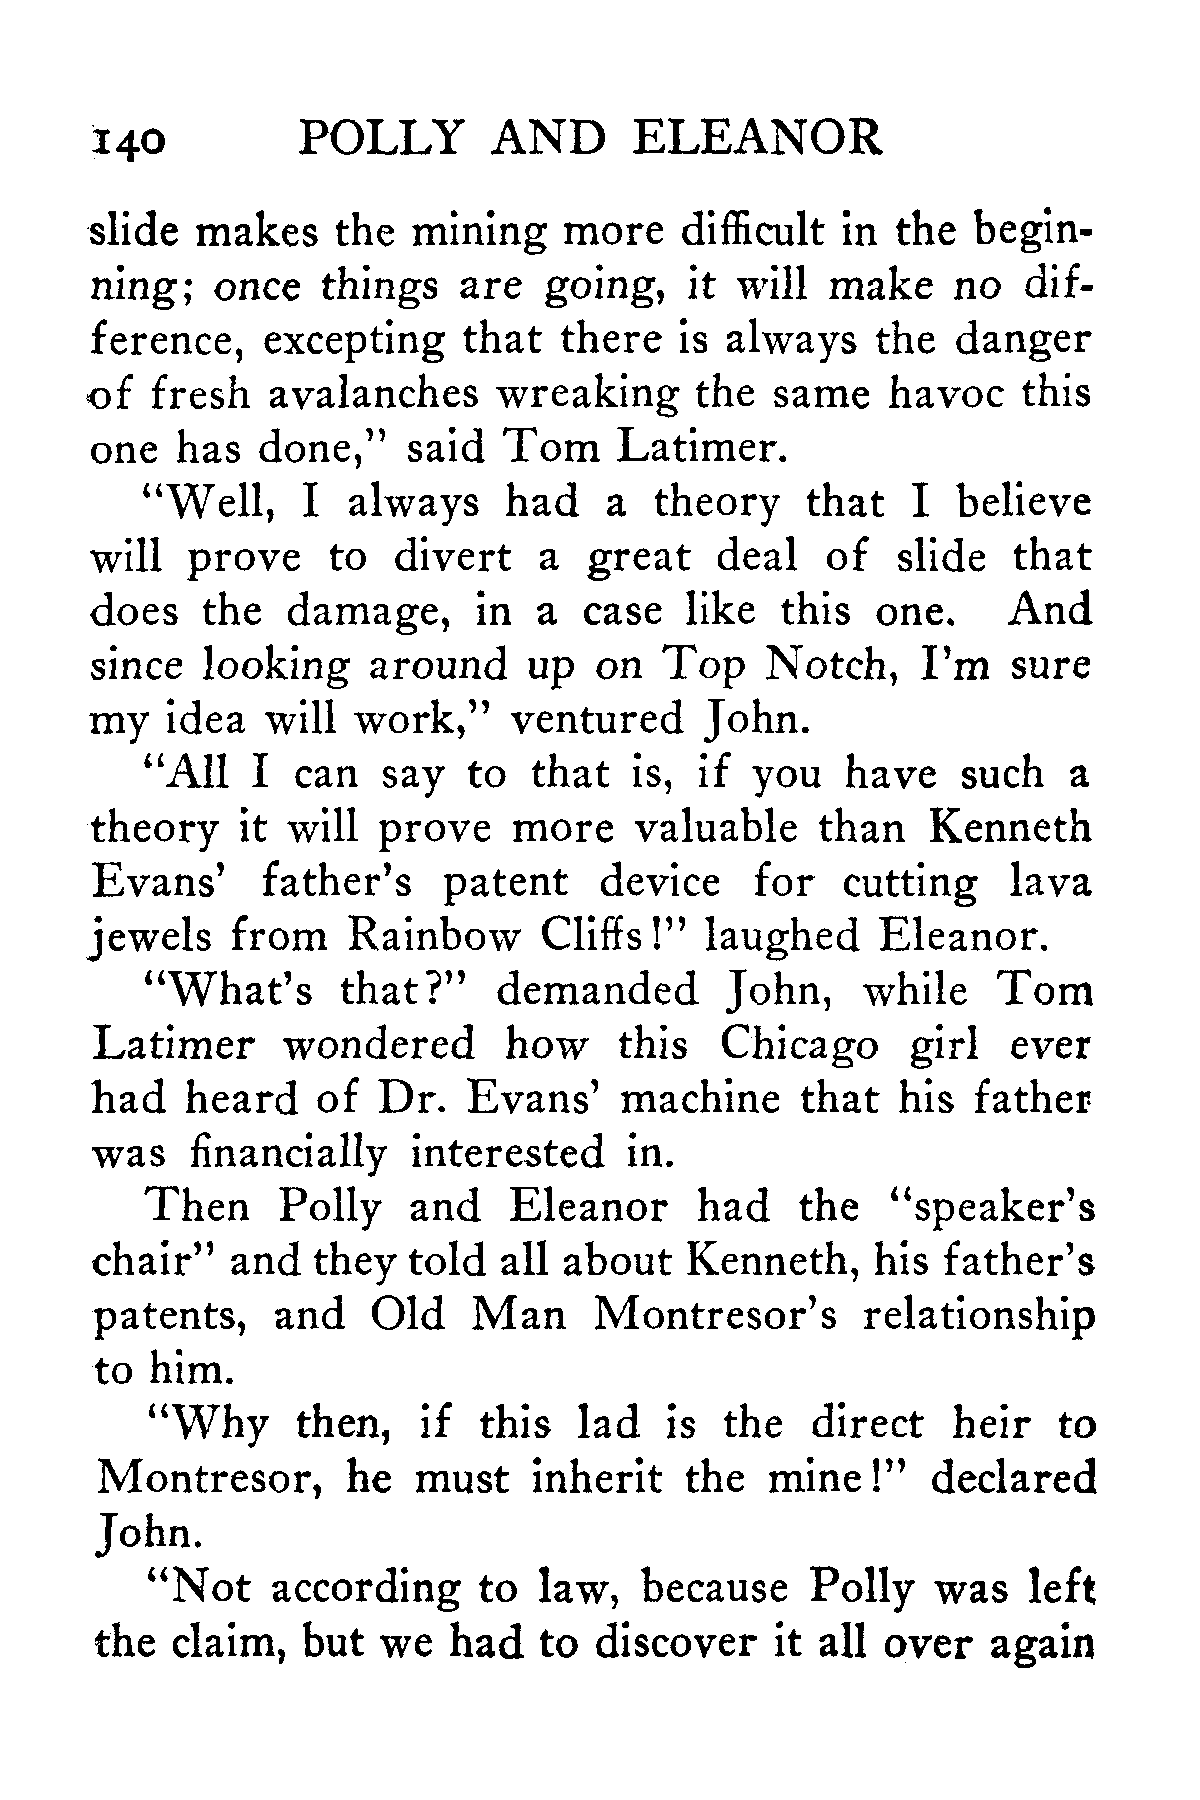 140 POLLY AND ELEANOR
slide makes the mining more difficult in the begin-
ning; once things are going, it will make no dif-
ference, excepting that there is always the danger
of fresh avalanches wreaking the same havoc this
one has done,” said Tom Latimer.
“Well, I always had a theory that I believe
will prove to divert a great deal of slide that
does the damage, in a case like this one. And
since looking around up on Top Notch, I’m sure
my idea will work,” ventured John.
“All I can say to that is, if you have such a
theory it will prove more valuable than Kenneth
Evans’ father’s patent device for cutting lava
jewels from Rainbow Cliffs!” laughed Eleanor.
“What’s that?” demanded John, while Tom
Latimer wondered how this Chicago girl ever
had heard of Dr. Evans’ machine that his father
was financially interested in.
Then Polly and Eleanor had the “speaker’s
chair” and they told all about Kenneth, his father’s
patents, and Old Man Montresor’s relationship
to him.
“Why then, if this lad is the direct heir to
Montresor, he must inherit the mine!” declared
John.
“Not according to law, because Polly was left
the claim, but we had to discover it all over again